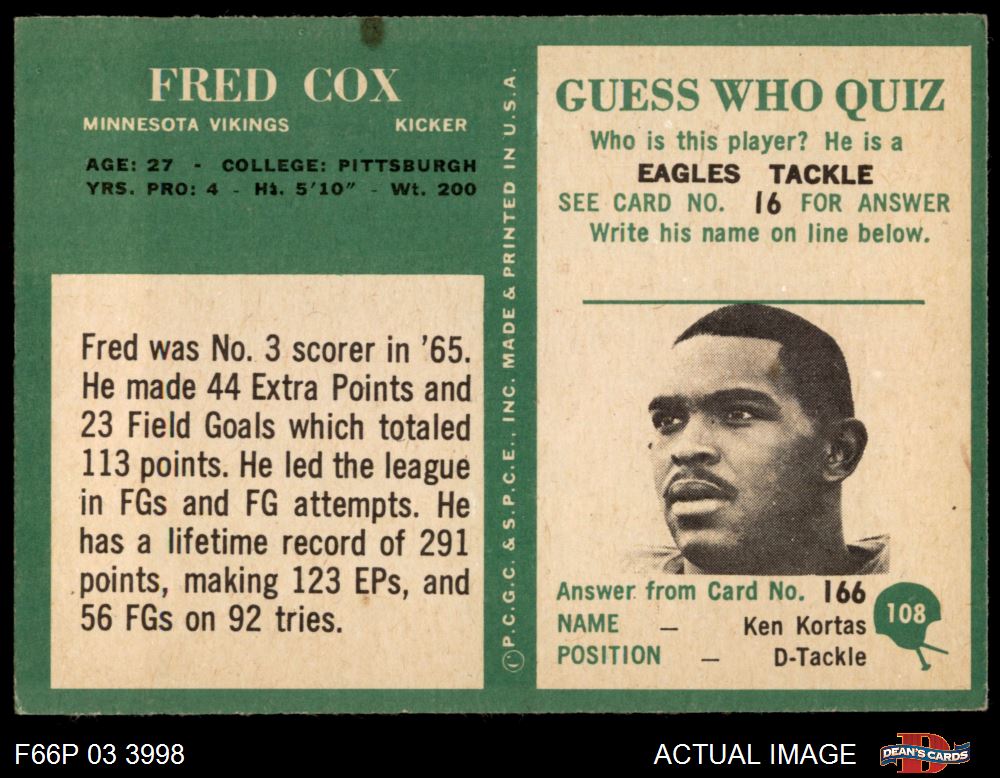 FRED COX
MINNESOTA VIKINGS KICKER
AGE: 27 - COLLEGE: PITTSBURGH
YRS. PRO: 4 - Ht. 5'10" - Wt. 200
Fred was No. 3 scorer in '65.
He made 44 Extra Points and
23 Field Goals which totaled
113 points. He led the league
in FGs and FG attempts. He
has a lifetime record of 291
points, making 123 EPs, and
56 FGs on 92 tries.
©P.C.G.C. & S.P.C.E., INC. MADE & PRINTED IN U.S.A.
GUESS WHO QUIZ
Who is this player? He is a
EAGLES TACKLE
SEE CARD NO. 16 FOR ANSWER
Write his name on line below.
Answer from Card No. 166
NAME — Ken Kortas
POSITION — D-Tackle
108
F66P 03 3998
ACTUAL IMAGE
D
DEAN'S CARDS